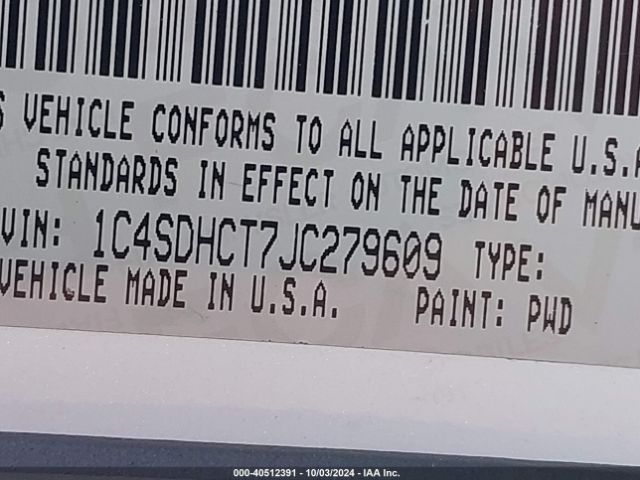 VEHICLE CONFORMS TO ALL APPLICABLE U.S.A
STANDARDS IN EFFECT ON THE DATE OF MANU
VIN: 1C4SDHCT7JC279609 TYPE:
VEHICLE MADE IN U.S.A. PAINT: PWD
000-40512391 - 10/03/2024 - IAA Inc.